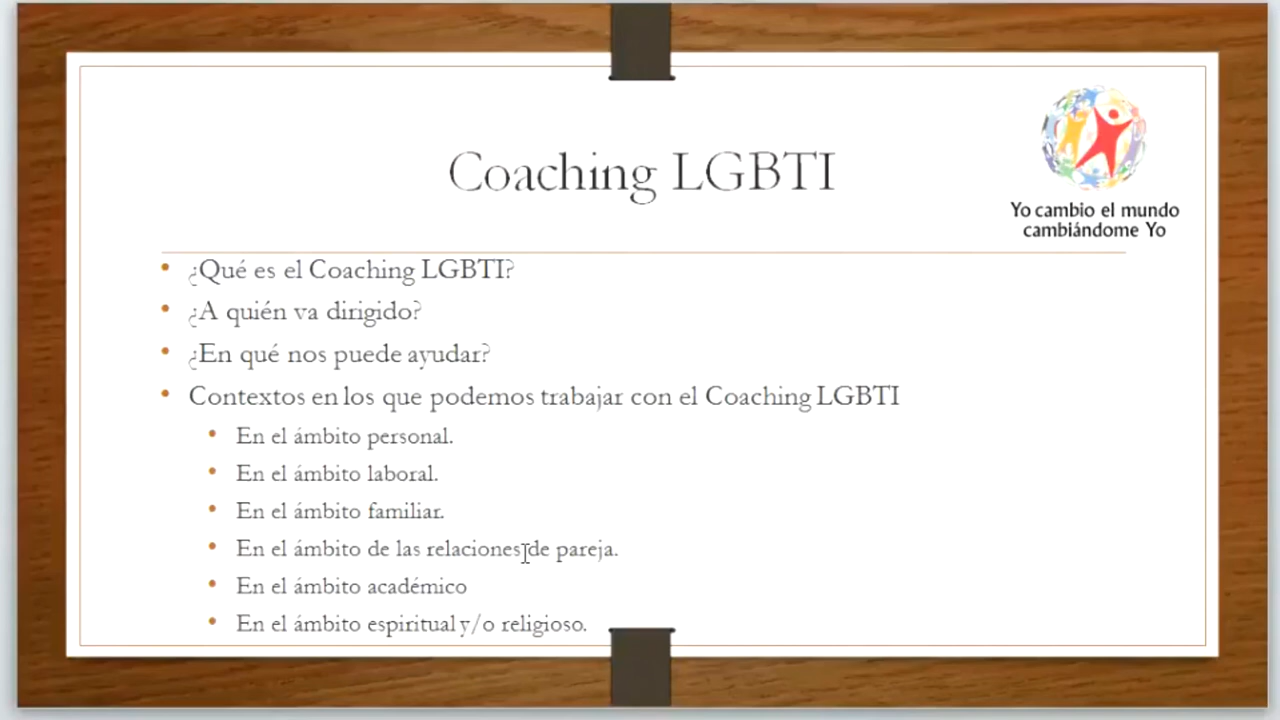 Coaching LGBTI
Yo cambio el mundo
cambiándome Yo
¿Qué es el Coaching LGBTI?
¿A quién va dirigido?
¿En qué nos puede ayudar?
Contextos en los que podemos trabajar con el Coaching LGBTI
En el ámbito personal.
En el ámbito laboral.
En el ámbito familiar.
En el ámbito de las relaciones de pareja.
En el ámbito académico
En el ámbito espiritual y/o religioso.